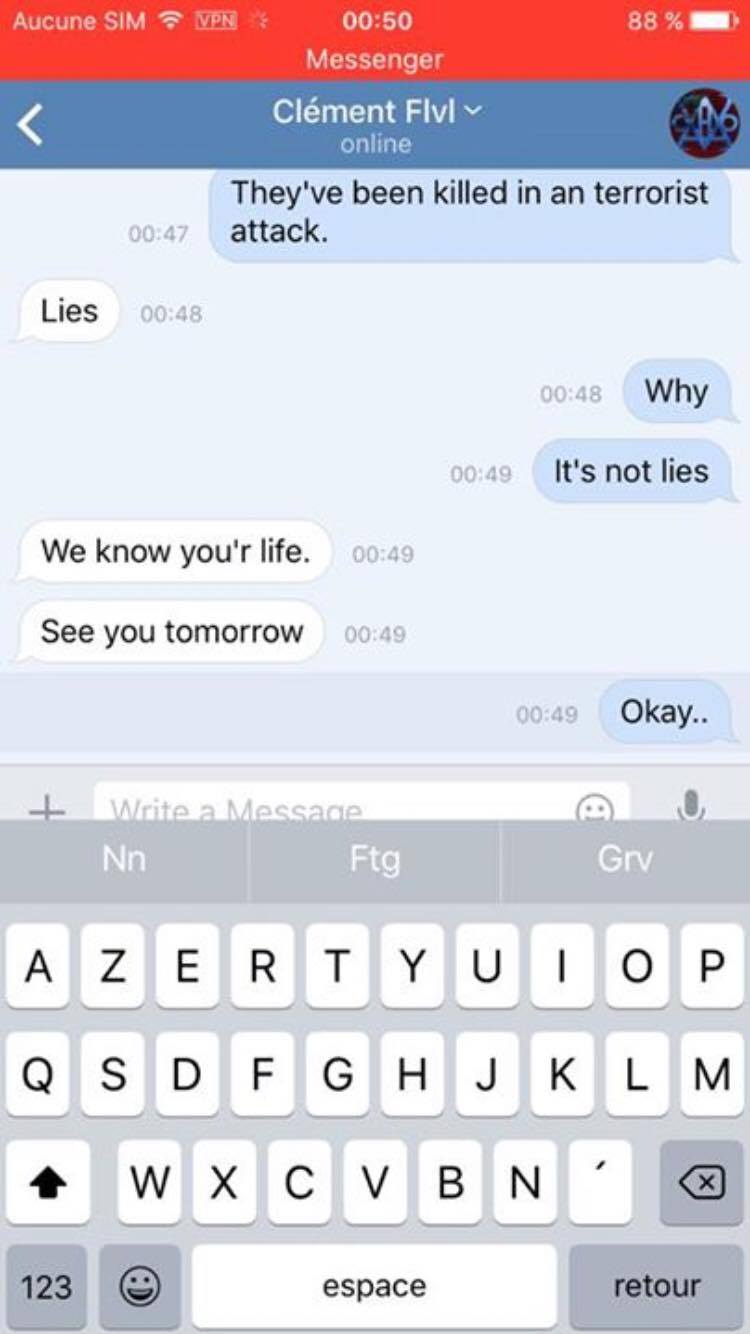 Aucune SIM VPN 00:50 88 %
Messenger
Clément Flvl
online
They've been killed in an terrorist
00:47 attack.
Lies 00:48
00:48 Why
00:49 It's not lies
We know you'r life. 00:49
See you tomorrow 00:49
00:49 Okay..
Write a Message
Nn Ftg Grv
A Z E R T Y U I O P
Q S D F G H J K L M
W X C V B N ´
123 espace retour